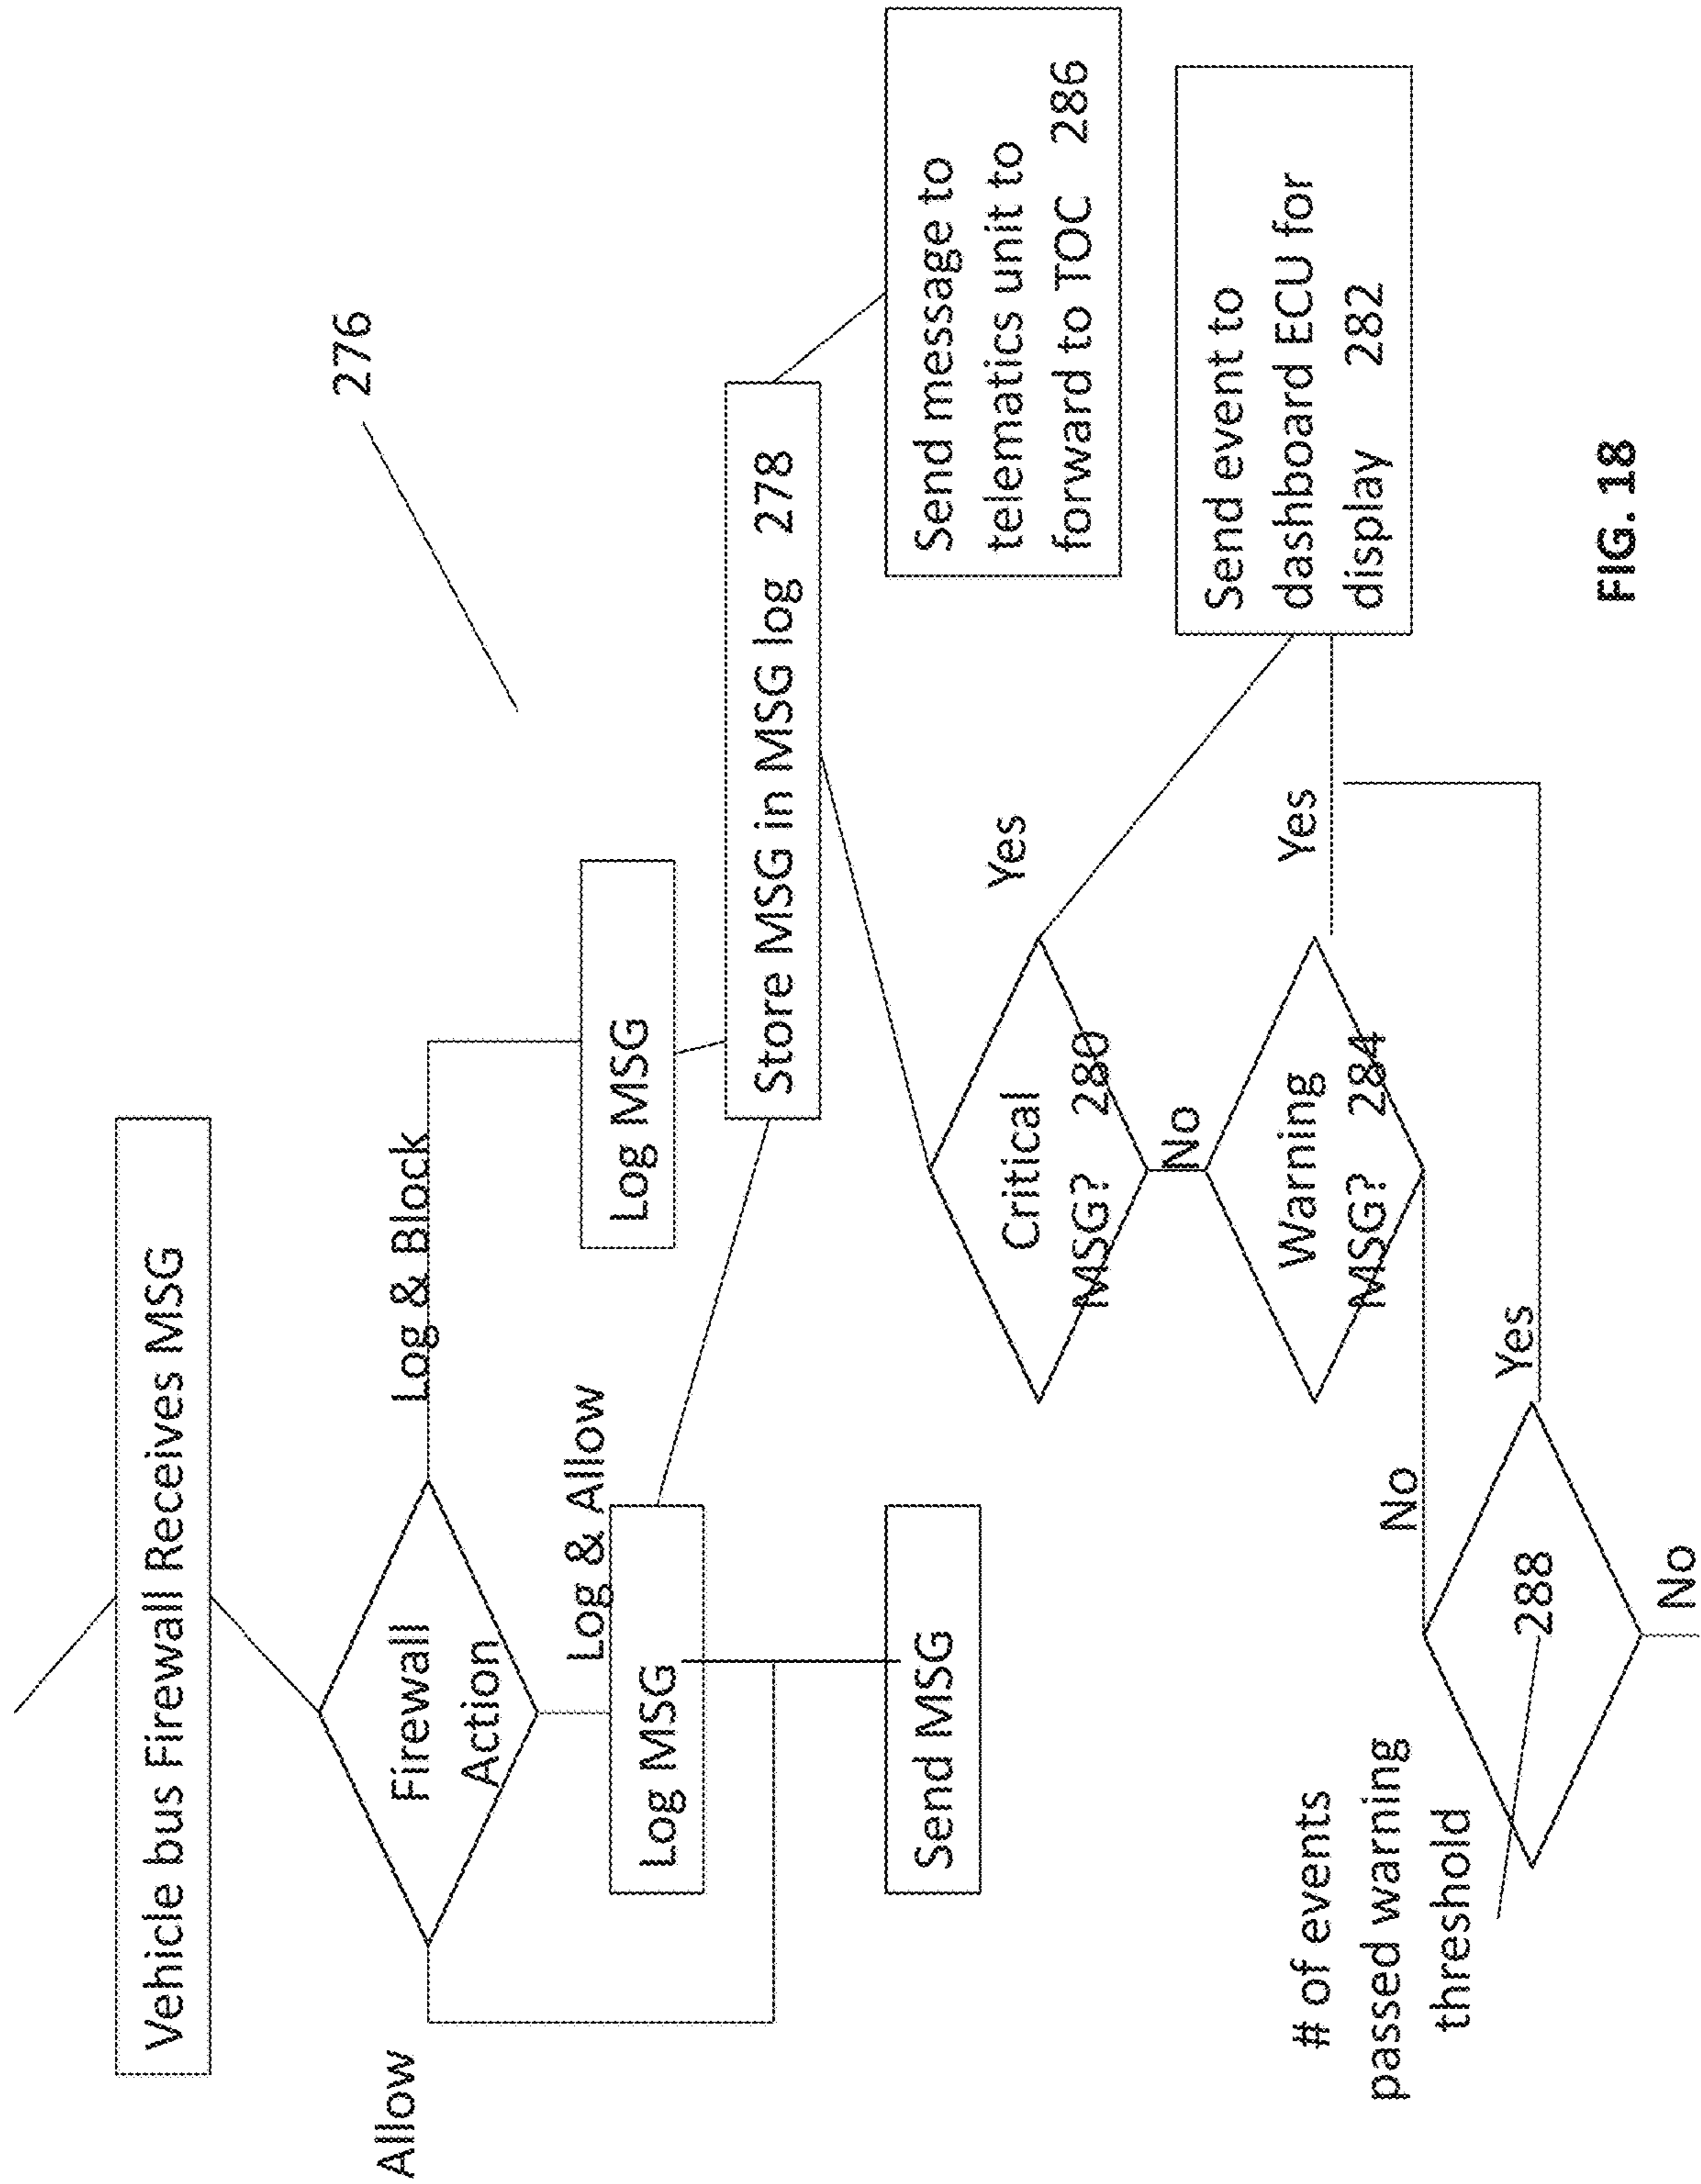 276
Vehicle bus Firewall Receives MSG
Allow
Firewall
Action
Log & Block
Log & Allow
Log MSG
Log MSG
Store MSG in MSG log 278
Send MSG
Send message to
telematics unit to
forward to TOC 286
Critical
MSG? 280
Yes
No
Warning
MSG? 284
Yes
Send event to
dashboard ECU for
display 282
No
# of events
passed warning
threshold
288
Yes
No
FIG. 18